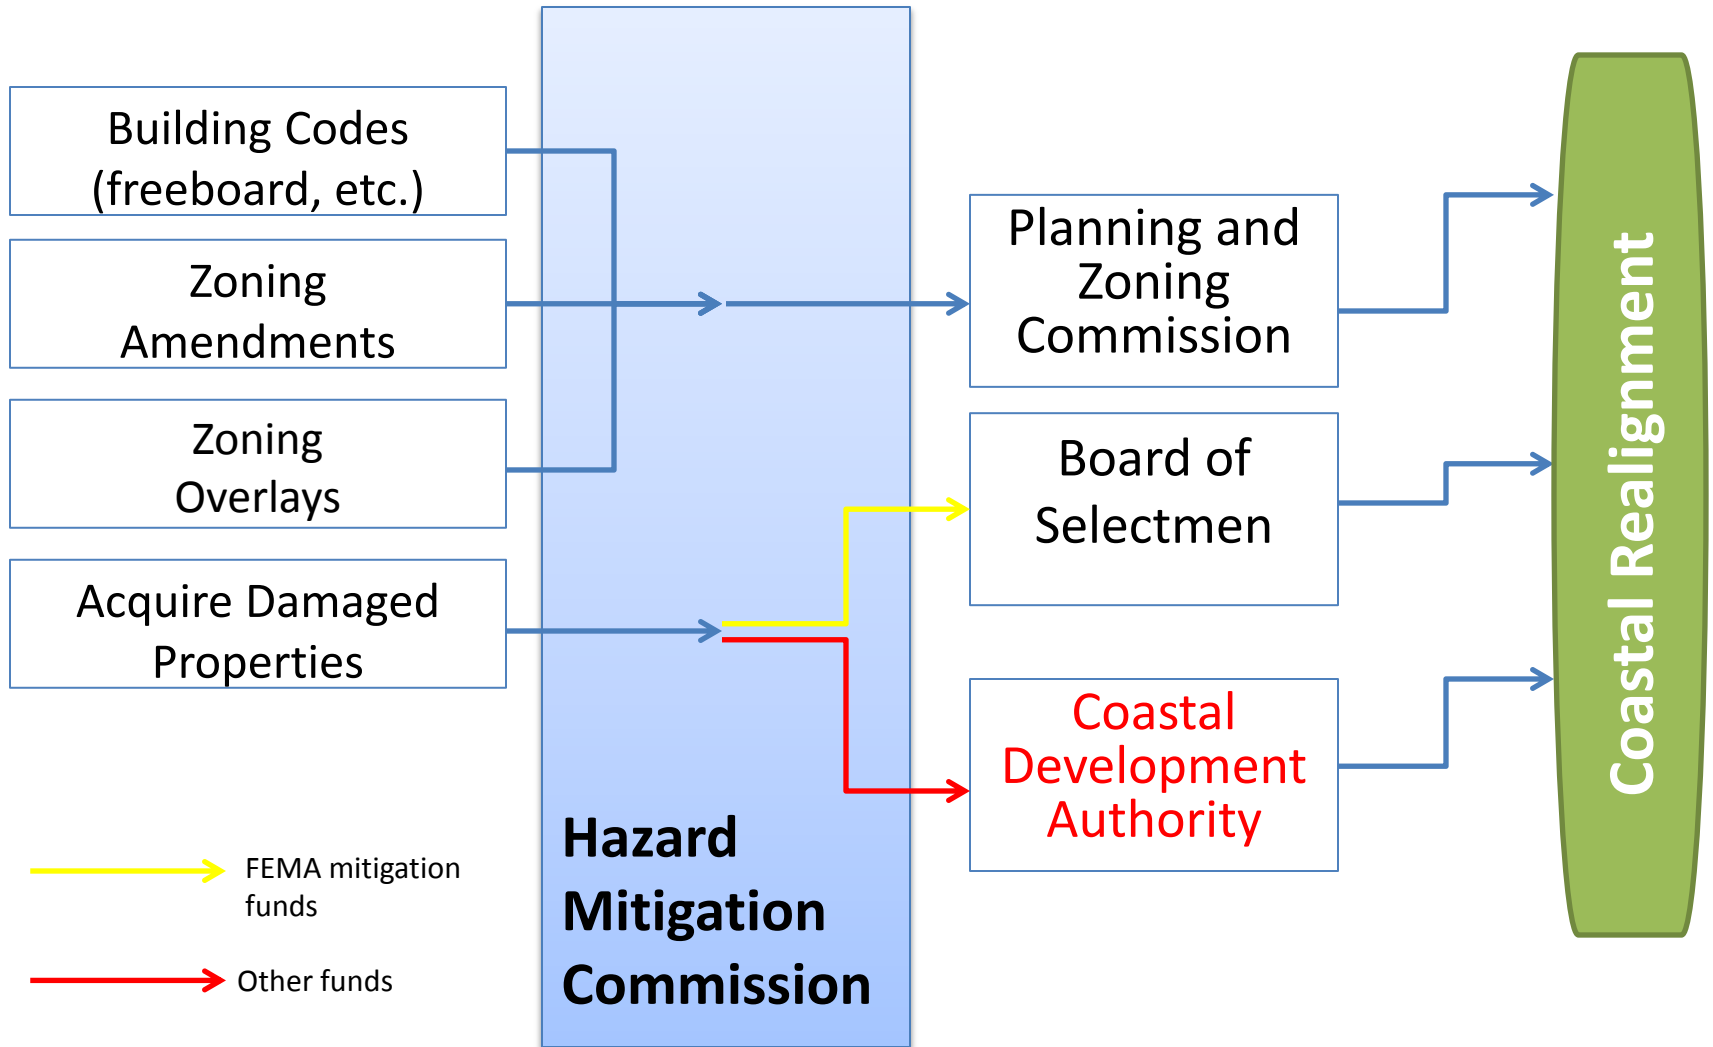 Building Codes
(freeboard, etc.)
Zoning
Amendments
Zoning
Overlays
Acquire Damaged
Properties
FEMA mitigation
funds
Other funds
Hazard
Mitigation
Commission
Planning and
Zoning
Commission
Board of
Selectmen
Coastal
Development
Authority
Coastal Realignment